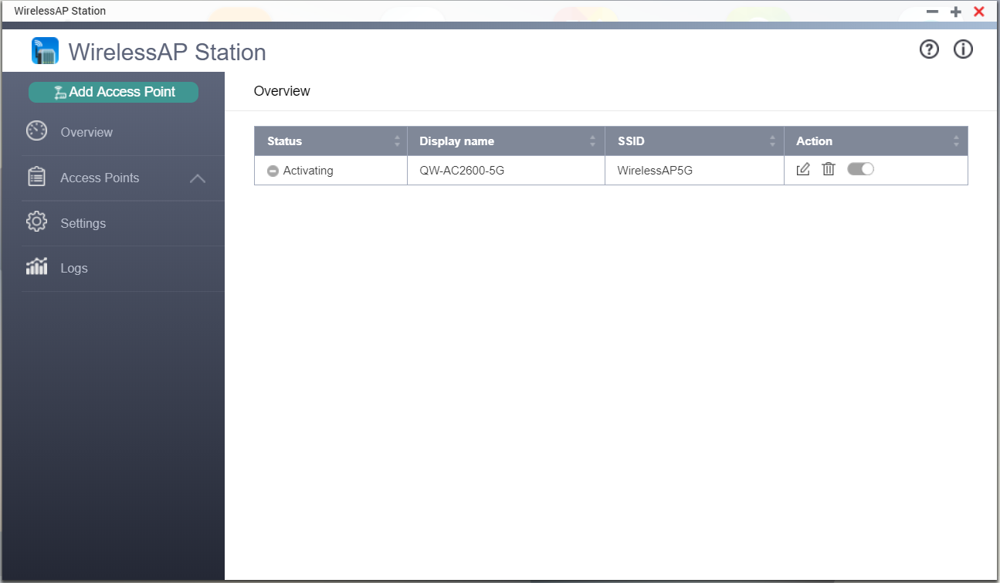 WirelessAP Station
WirelessAP Station
Add Access Point
Overview
Access Points
Settings
Logs
Overview
Status Display name SSID Action
Activating QW-AC2600-5G WirelessAP5G